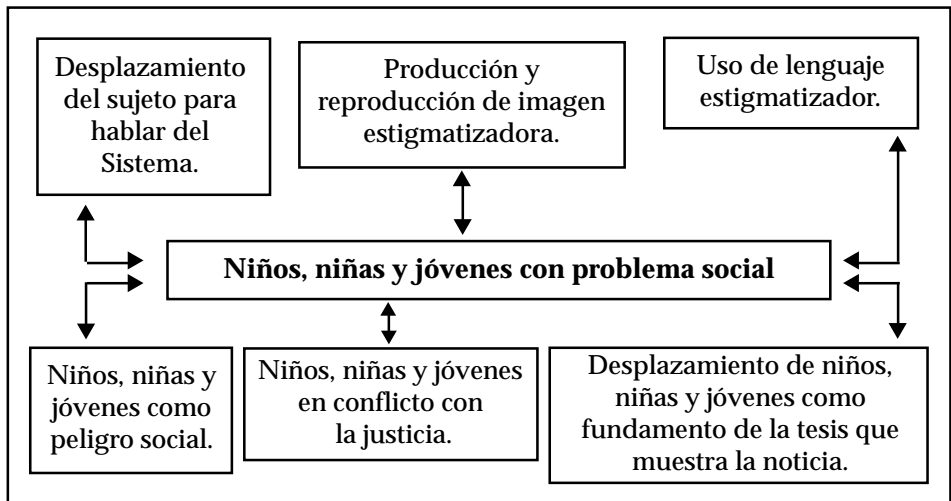 Desplazamiento
del sujeto para
hablar del
Sistema.
Producción y
reproducción de imagen
estigmatizadora.
Uso de lenguaje
estigmatizador.
Niños, niñas y jóvenes con problema social
Niños, niñas y
jóvenes como
peligro social.
Niños, niñas y jóvenes
en conflicto con
la justicia.
Desplazamiento de niños,
niñas y jóvenes como
fundamento de la tesis que
muestra la noticia.